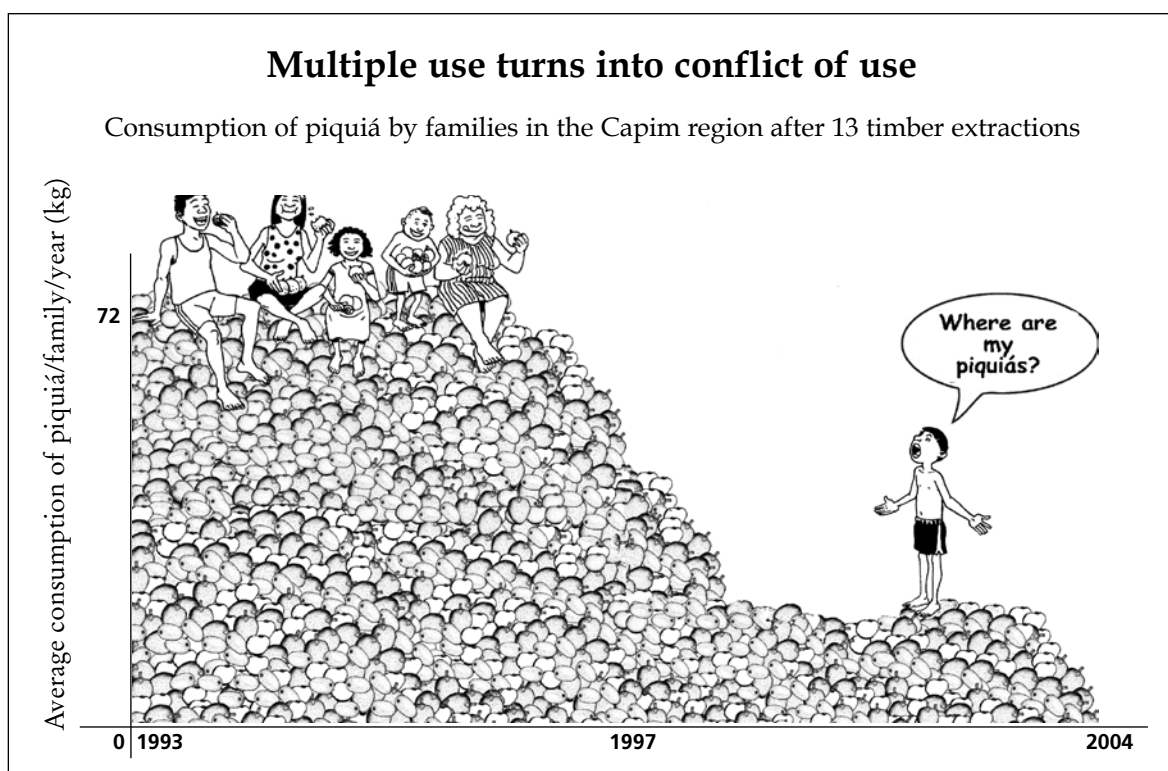 Multiple use turns into conflict of use
Consumption of piquiá by families in the Capim region after 13 timber extractions
Average consumption of piquiá/family/year (kg)
72
Where are
my
piquiás?
0 1993 1997 2004